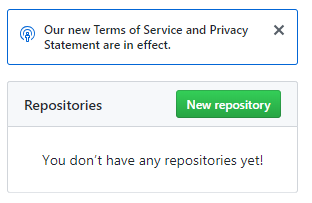 Our new Terms of Service and Privacy
Statement are in effect.
Repositories
New repository
You don’t have any repositories yet!